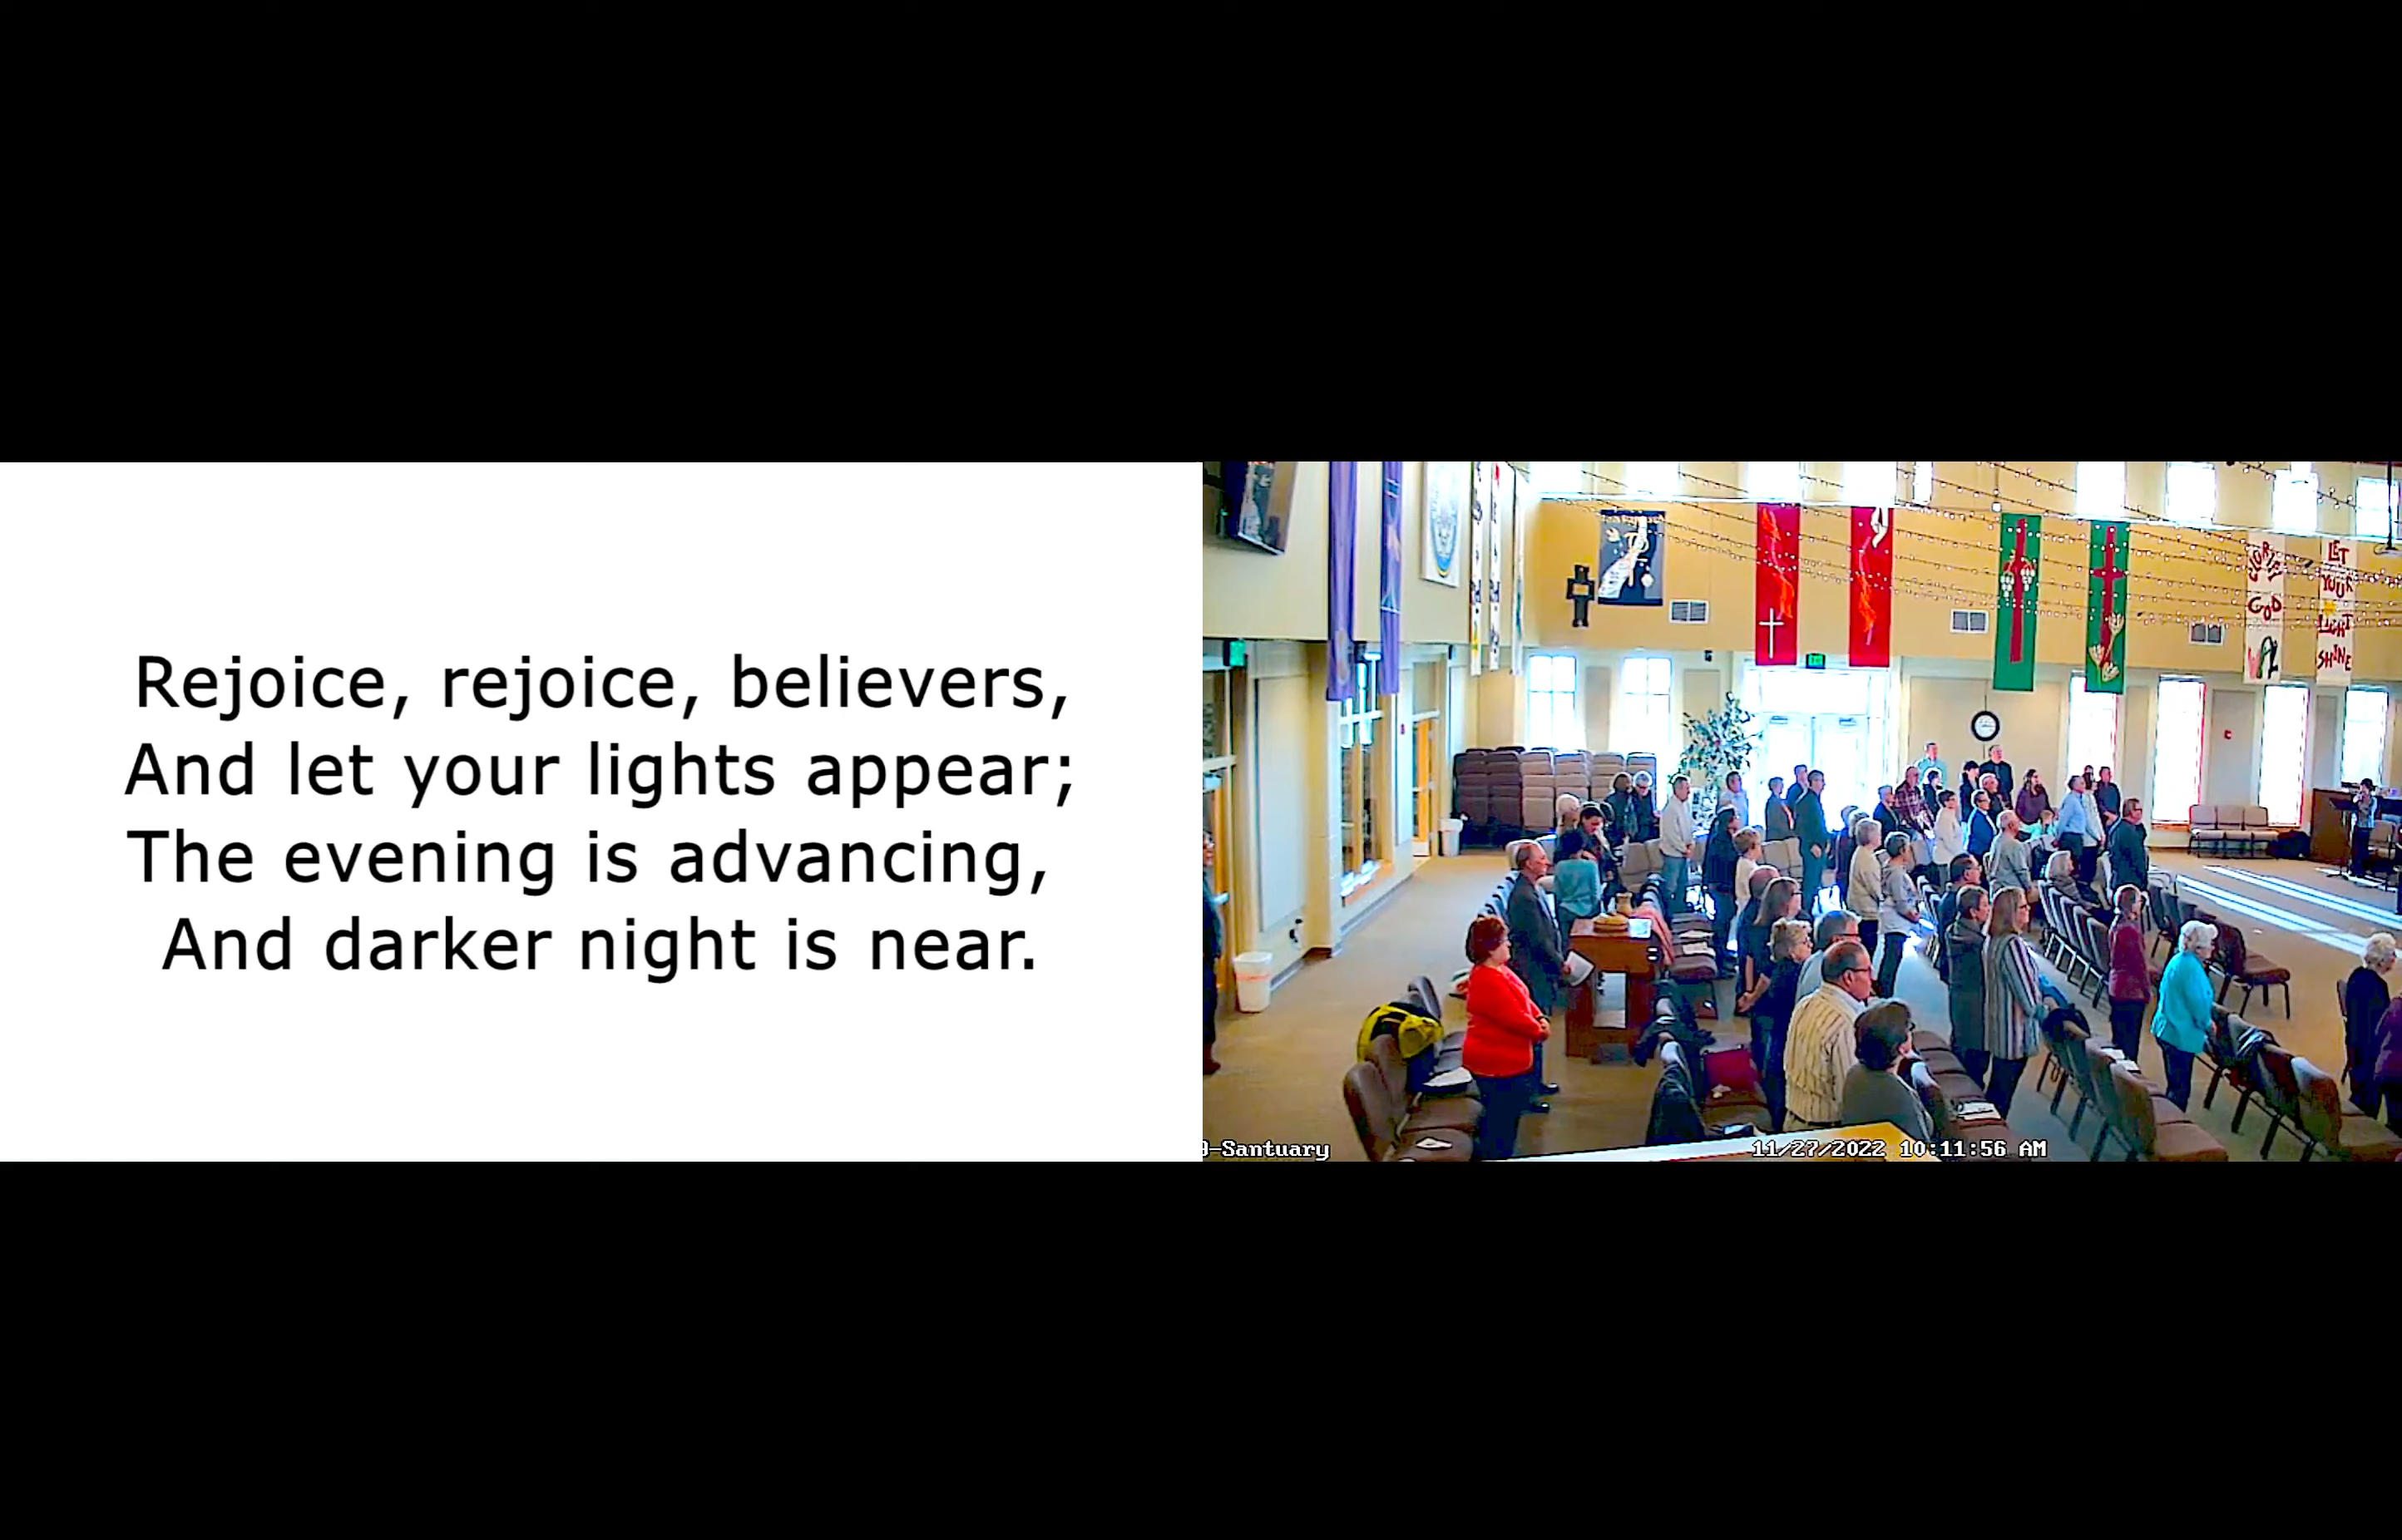 Rejoice, rejoice, believers,
And let your lights appear;
The evening is advancing,
And darker night is near.
GOD
LET
YOUR
LIGHT
SHINE
-Santuary
11/27/2022 10:11:56 AM